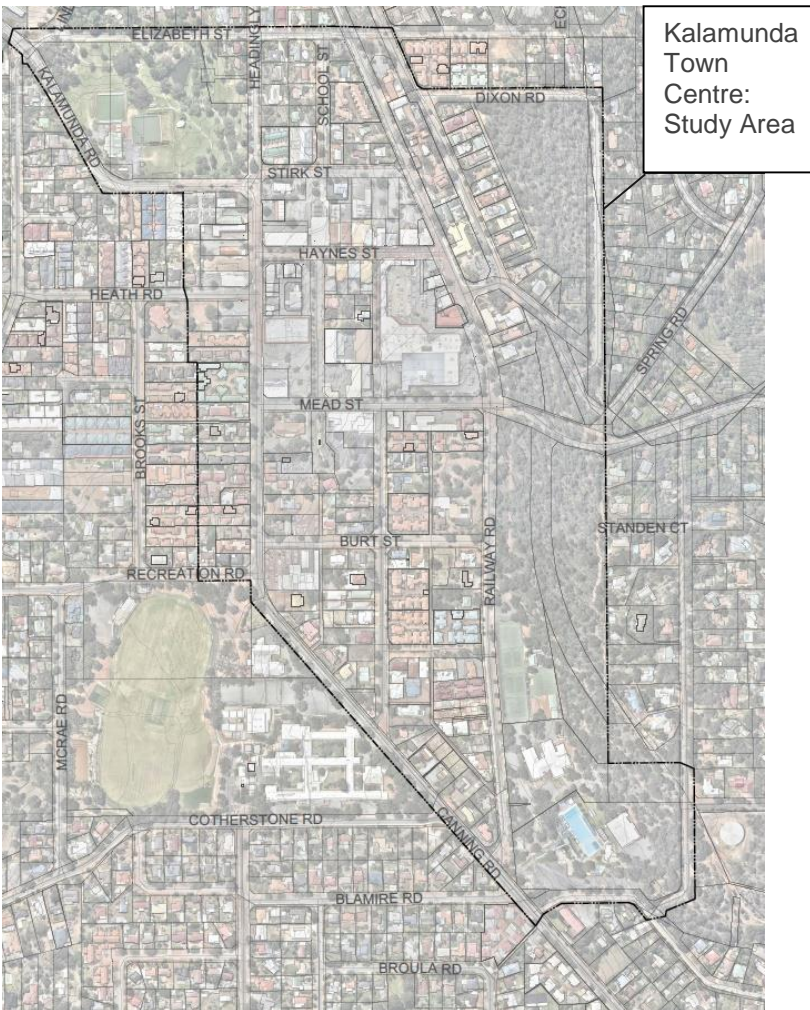 Kalamunda
Town
Centre:
Study Area
ELIZABETH ST
HEADINGLY
SCHOOL ST
KALAMUNDA RD
DIXON RD
STIRK ST
HAYNES ST
HEATH RD
SPRING RD
MEAD ST
BROOKS ST
STANDEN CT
BURT ST
RAILWAY RD
RECREATION RD
MCRAE RD
COTHERSTONE RD
CANNING RD
BLAMIRE RD
BROULA RD